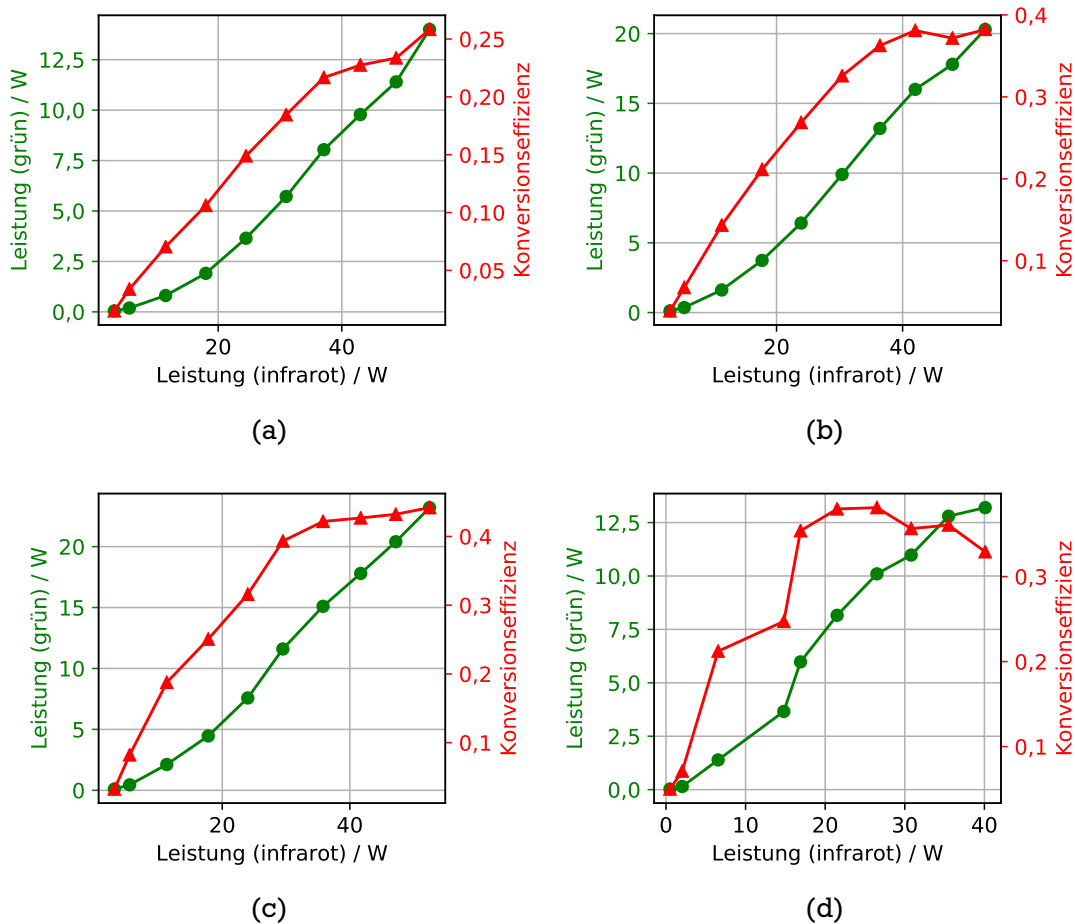 12,5
10,0
7,5
5,0
2,5
0,0
Leistung (grün) / W
0,25
0,20
0,15
0,10
0,05
Konversionseffizienz
20 40
Leistung (infrarot) / W
(a)
20
15
10
5
0
Leistung (grün) / W
0,4
0,3
0,2
0,1
Konversionseffizienz
20 40
Leistung (infrarot) / W
(b)
20
15
10
5
0
Leistung (grün) / W
0,4
0,3
0,2
0,1
Konversionseffizienz
20 40
Leistung (infrarot) / W
(c)
12,5
10,0
7,5
5,0
2,5
0,0
Leistung (grün) / W
0,3
0,2
0,1
Konversionseffizienz
0 10 20 30 40
Leistung (infrarot) / W
(d)